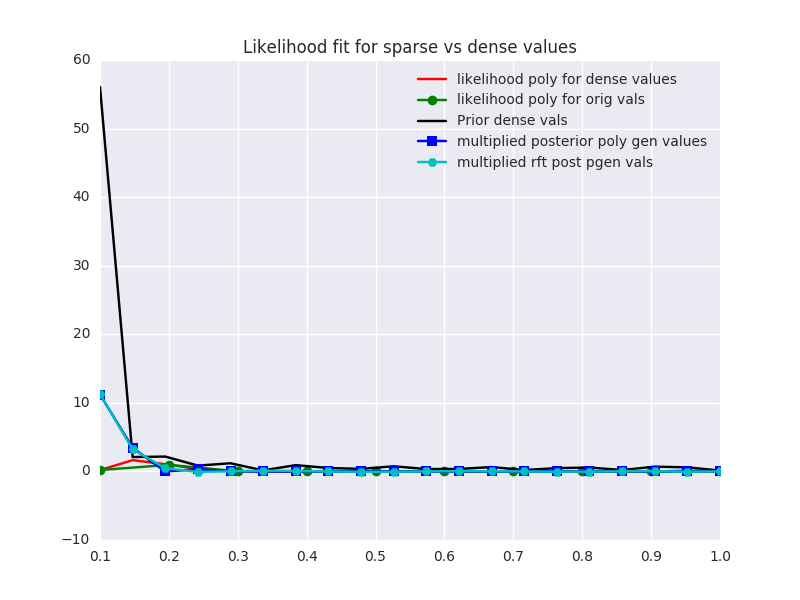 Likelihood fit for sparse vs dense values
60
50
40
30
20
10
0
−10
likelihood poly for dense values
likelihood poly for orig vals
Prior dense vals
multiplied posterior poly gen values
multiplied rft post pgen vals
0.1 0.2 0.3 0.4 0.5 0.6 0.7 0.8 0.9 1.0